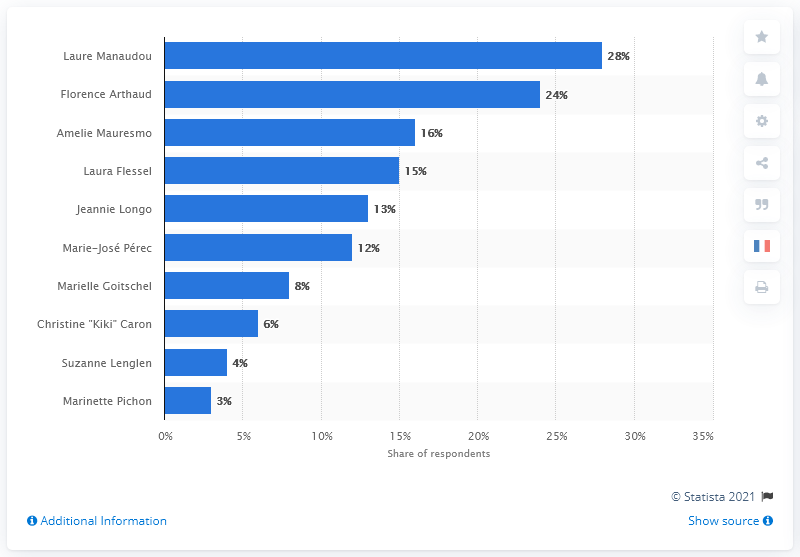 Laure Manaudou 28%
Florence Arthaud 24%
Amelie Mauresmo 16%
Laura Flessel 15%
Jeannie Longo 13%
Marie-José Pérec 12%
Marielle Goitschel 8%
Christine "Kiki" Caron 6%
Suzanne Lenglen 4%
Marinette Pichon 3%
0% 5% 10% 15% 20% 25% 30% 35%
Share of respondents
© Statista 2021
Additional Information Show source